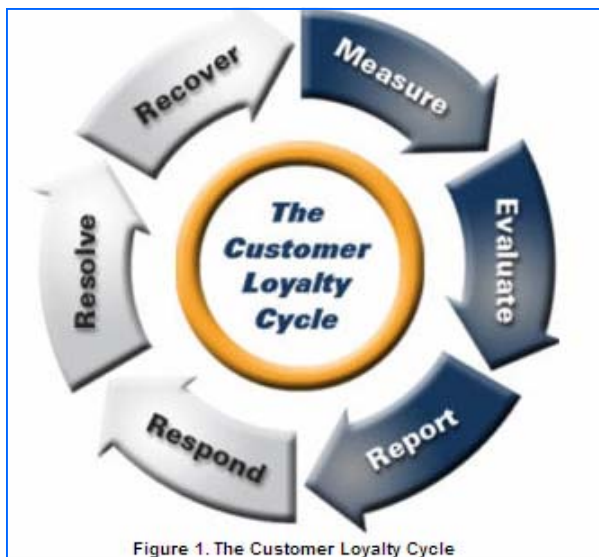 Measure
Evaluate
Report
Respond
Resolve
Recover
The
Customer
Loyalty
Cycle
Figure 1. The Customer Loyalty Cycle